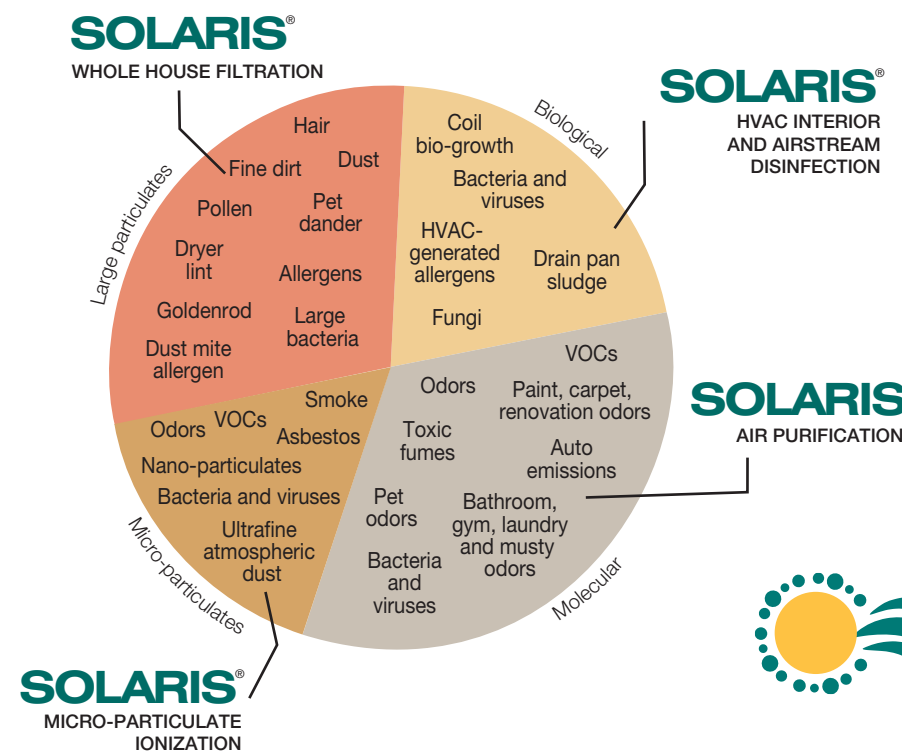 SOLARIS®
WHOLE HOUSE FILTRATION
SOLARIS®
HVAC INTERIOR
AND AIRSTREAM
DISINFECTION
Large particulates
Hair
Fine dirt
Dust
Pollen
Pet
dander
Dryer
lint
Allergens
Goldenrod
Large
bacteria
Dust mite
allergen
Biological
Coil
bio-growth
Bacteria and
viruses
HVAC-
generated
allergens
Drain pan
sludge
Fungi
Molecular
VOCs
Odors
Paint, carpet,
renovation odors
Toxic
fumes
Auto
emissions
Pet
odors
Bathroom,
gym, laundry
and musty
odors
Bacteria
and
viruses
SOLARIS
AIR PURIFICATION
Micro-particulates
Smoke
Odors
VOCs
Asbestos
Nano-particulates
Bacteria and viruses
Ultrafine
atmospheric
dust
SOLARIS®
MICRO-PARTICULATE
IONIZATION